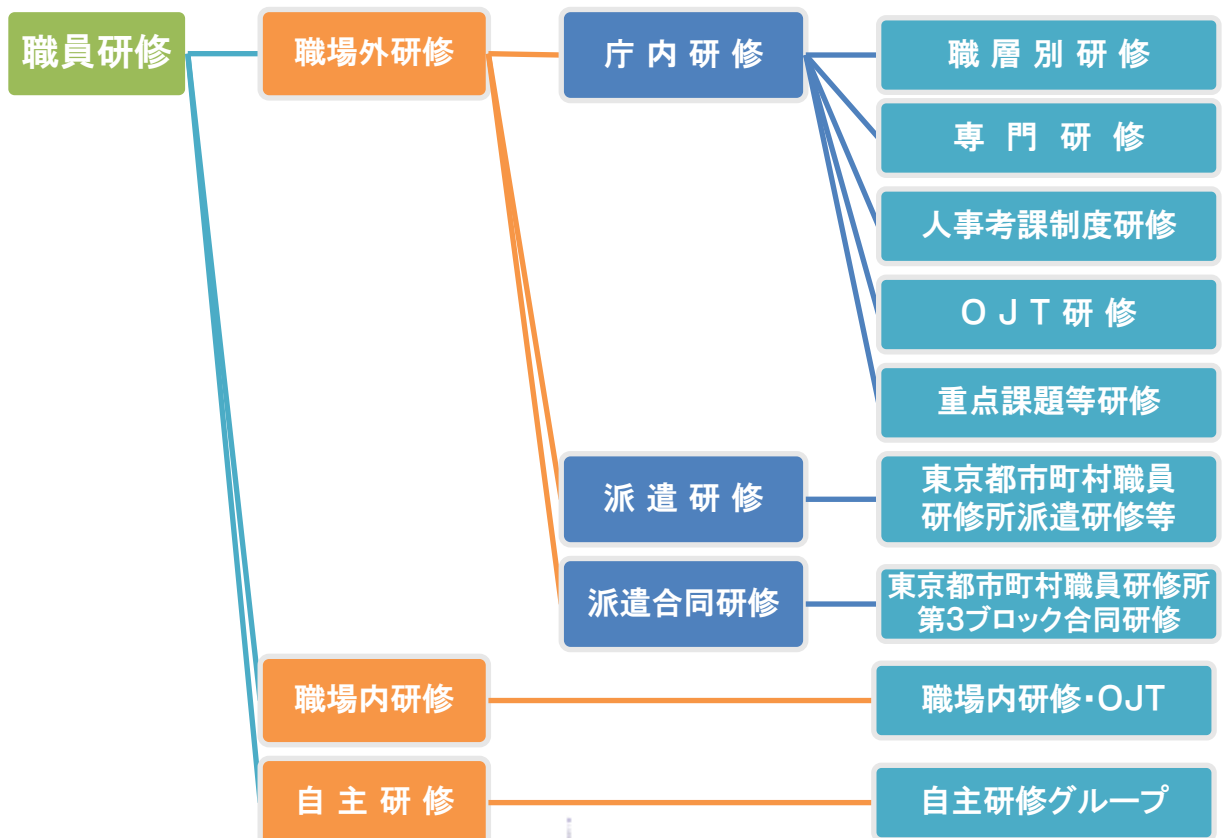 職員研修
職場外研修
庁内研修
職層別研修
専門研修
人事考課制度研修
OJT研修
重点課題等研修
派遣研修
東京都市町村職員
研修所派遣研修等
派遣合同研修
東京都市町村職員研修所
第3ブロック合同研修
職場内研修
職場内研修・OJT
自主研修
自主研修グループ